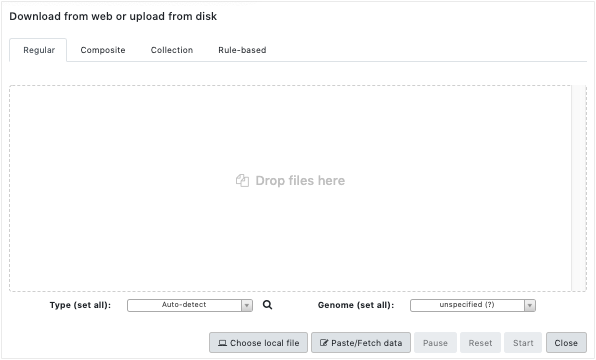 Download from web or upload from disk
Regular Composite Collection Rule-based
Drop files here
Type (set all): Auto-detect Genome (set all): unspecified (?)
Choose local file Paste/Fetch data Pause Reset Start Close